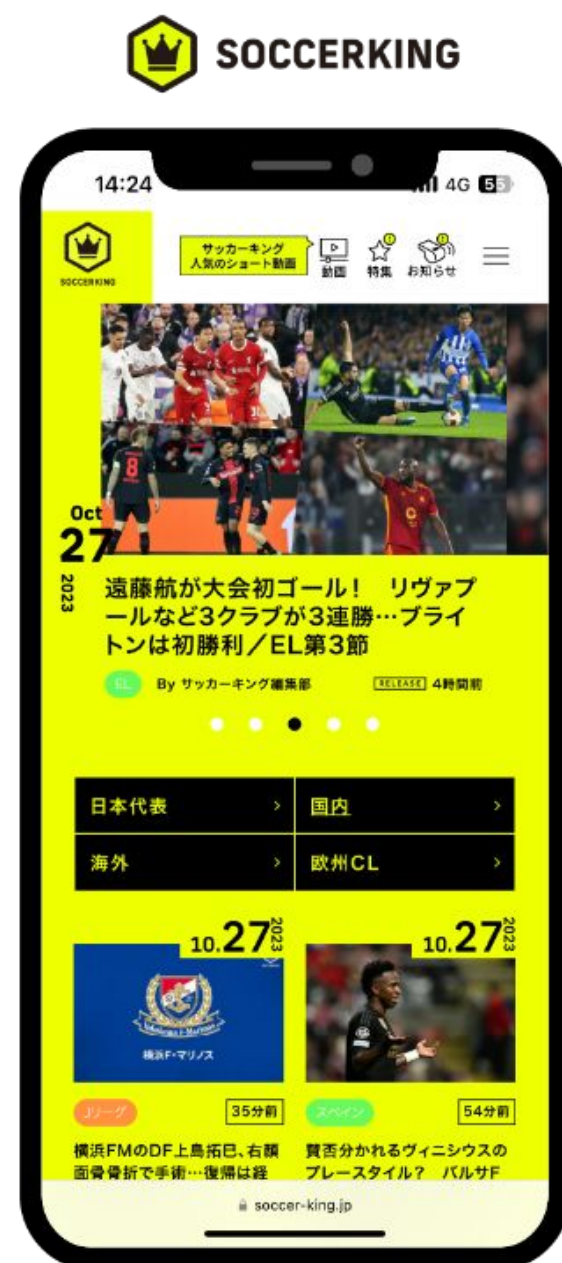 SOCCERKING
14:24
4G 55
SOCCERKING
サッカーキング
人気のショート動画
動画
特集
お知らせ
Oct
27
2023
遠藤航が大会初ゴール！ リヴァプ
ールなど3クラブが3連勝…ブライ
トンは初勝利／EL第3節
EL By サッカーキング編集部 RELEASE 4時間前
日本代表
国内
海外
欧州CL
10.27 2023
横浜F・マリノス
Jリーグ
35分前
横浜FMのDF上島拓巳、右顔
面骨骨折で手術…復帰は経
10.27 2023
スペイン
54分前
賛否分かれるヴィニシウスの
プレースタイル？ バルサF
soccer-king.jp